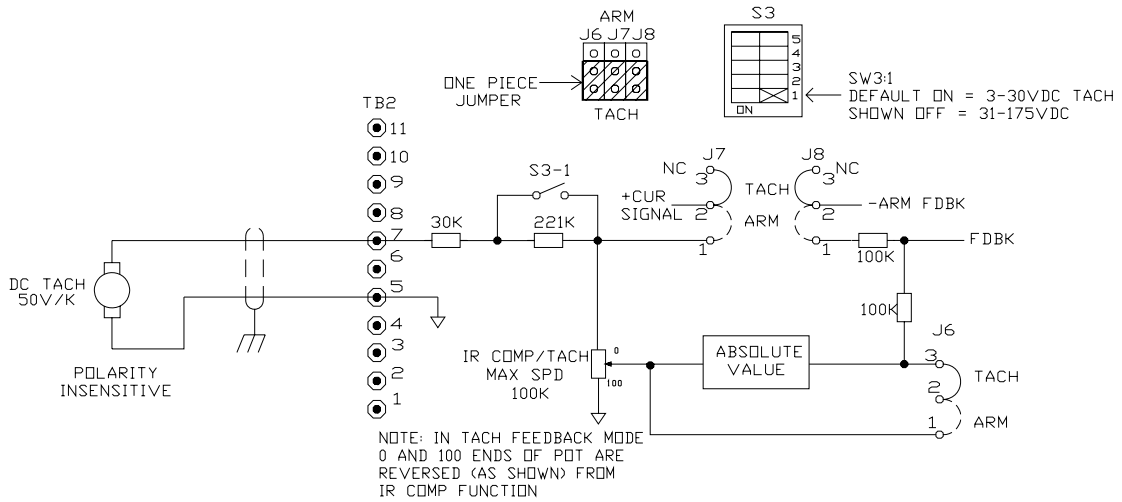 ARM
J6 J7 J8
ONE PIECE
JUMPER
TACH
S3
5
4
3
2
1
ON
SW3:1
DEFAULT ON = 3-30VDC TACH
SHOWN OFF = 31-175VDC
TB2
11
10
9
8
7
6
5
4
3
2
1
DC TACH
50V/K
POLARITY
INSENSITIVE
30K
S3-1
221K
J7
NC
3
+CUR
SIGNAL
2
1
TACH
ARM
J8
NC
3
2
-ARM FDBK
1
100K
FDBK
100K
IR COMP/TACH
MAX SPD
100K
0
100
ABSOLUTE
VALUE
J6
3
TACH
2
1
ARM
NOTE: IN TACH FEEDBACK MODE
0 AND 100 ENDS OF POT ARE
REVERSED (AS SHOWN) FROM
IR COMP FUNCTION